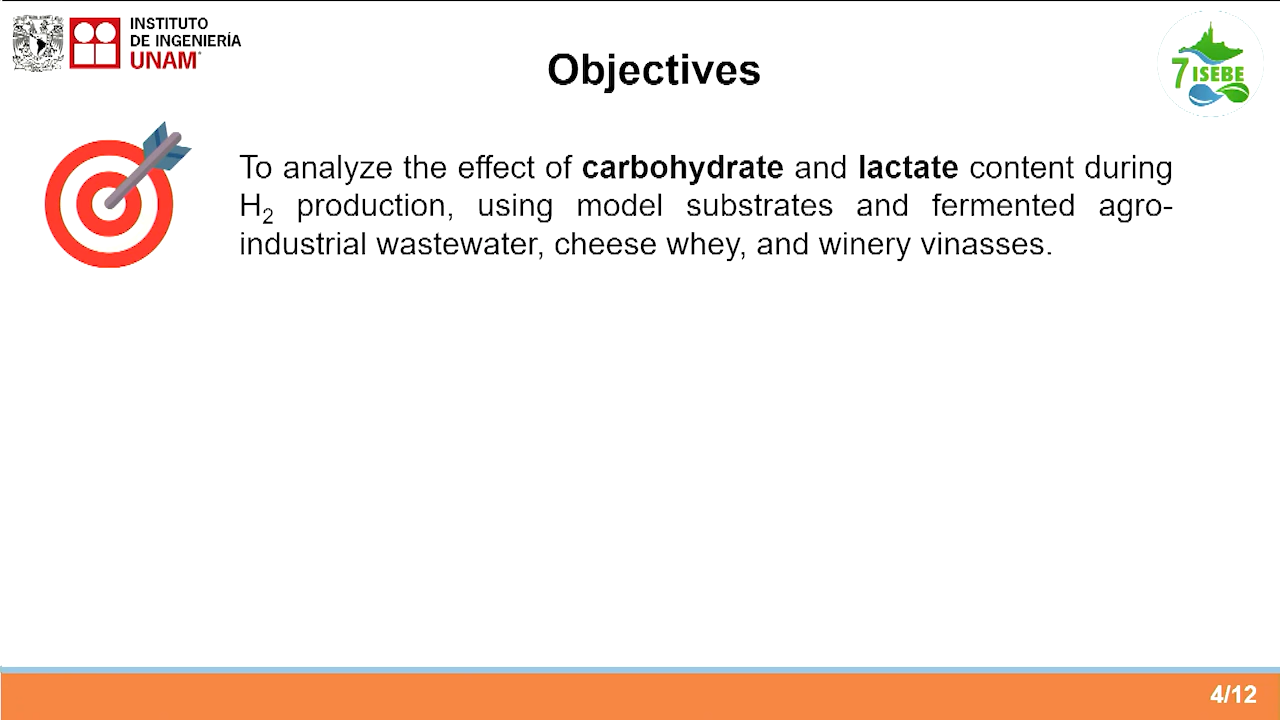 INSTITUTO
DE INGENIERÍA
UNAM
Objectives
7 ISEBE
To analyze the effect of carbohydrate and lactate content during
H₂ production, using model substrates and fermented agro-
industrial wastewater, cheese whey, and winery vinasses.
4/12